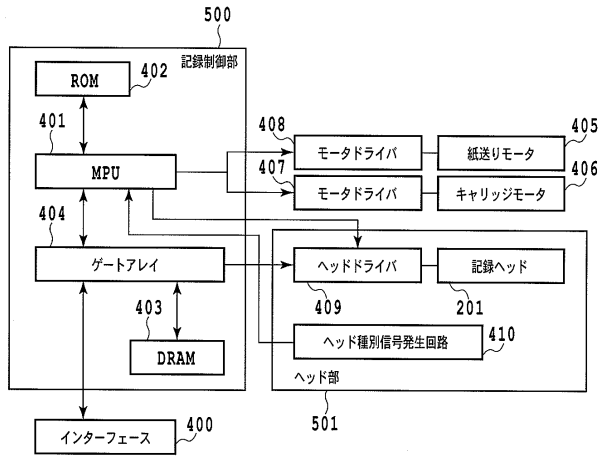 500
記録制御部
ROM
402
401
MPU
408
モータドライバ
紙送りモータ
405
407
モータドライバ
キャリッジモータ
406
404
ゲートアレイ
ヘッドドライバ
記録ヘッド
409
201
403
DRAM
ヘッド種別信号発生回路
410
ヘッド部
501
インターフェース
400